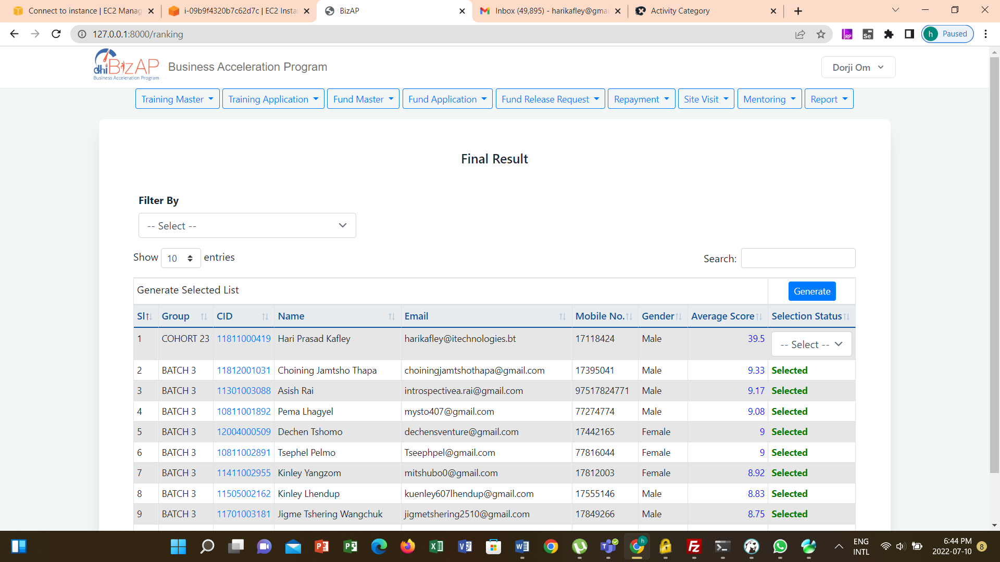 Connect to instance | EC2 Manag
i-09b9f4320b7c62d7c | EC2 Insta
BizAP
Inbox (49,895) - harikafley@gmai
Activity Category
127.0.0.1:8000/ranking
RP
Se
h Paused
dhi BizAP
Business Acceleration Program
Business Acceleration Program
Dorji Om
Training Master
Training Application
Fund Master
Fund Application
Fund Release Request
Repayment
Site Visit
Mentoring
Report
Final Result
Filter By
-- Select --
Show 10 entries
Search:
Generate Selected List Generate
Sl Group CID Name Email Mobile No. Gender Average Score Selection Status
1 COHORT 23 11811000419 Hari Prasad Kafley harikafley@itechnologies.bt 17118424 Male 39.5 -- Select --
2 BATCH 3 11812001031 Choining Jamtsho Thapa choiningjamtshothapa@gmail.com 17395041 Male 9.33 Selected
3 BATCH 3 11301003088 Asish Rai introspectivea.rai@gmail.com 97517824771 Male 9.17 Selected
4 BATCH 3 10811001892 Pema Lhagyel mysto407@gmail.com 77274774 Male 9.08 Selected
5 BATCH 3 12004000509 Dechen Tshomo dechensventure@gmail.com 17442165 Female 9 Selected
6 BATCH 3 10811002891 Tsephel Pelmo Tseephpel@gmail.com 77816044 Female 9 Selected
7 BATCH 3 11411002955 Kinley Yangzom mitshubo0@gmail.com 17812003 Female 8.92 Selected
8 BATCH 3 11505002162 Kinley Lhendup kuenley607lhendup@gmail.com 17555146 Male 8.83 Selected
9 BATCH 3 11701003181 Jigme Tshering Wangchuk jigmetshering2510@gmail.com 17849266 Male 8.75 Selected
ENG
INTL
6:44 PM
2022-07-10
8